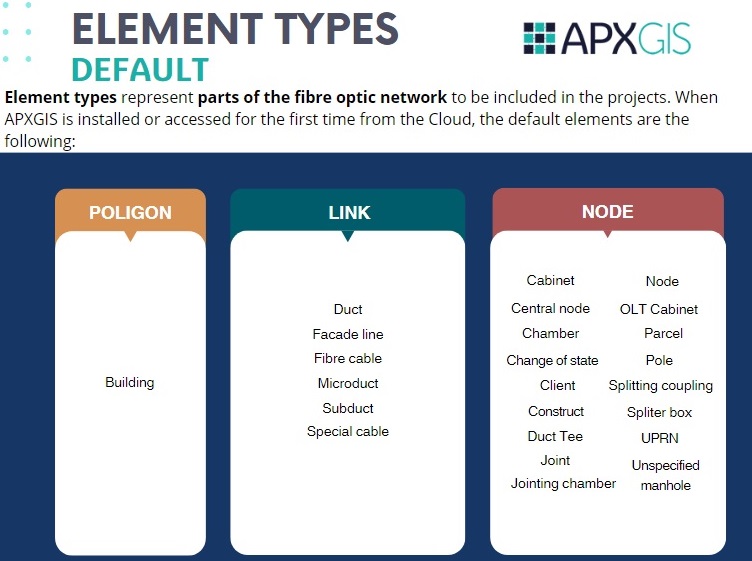 ELEMENT TYPES
DEFAULT
APXGIS
Element types represent parts of the fibre optic network to be included in the projects. When
APXGIS is installed or accessed for the first time from the Cloud, the default elements are the
following:
POLIGON
Building
LINK
Duct
Facade line
Fibre cable
Microduct
Subduct
Special cable
NODE
Cabinet
Central node
Chamber
Change of state
Client
Construct
Duct Tee
Joint
Jointing chamber
Node
OLT Cabinet
Parcel
Pole
Splitting coupling
Spliter box
UPRN
Unspecified
manhole